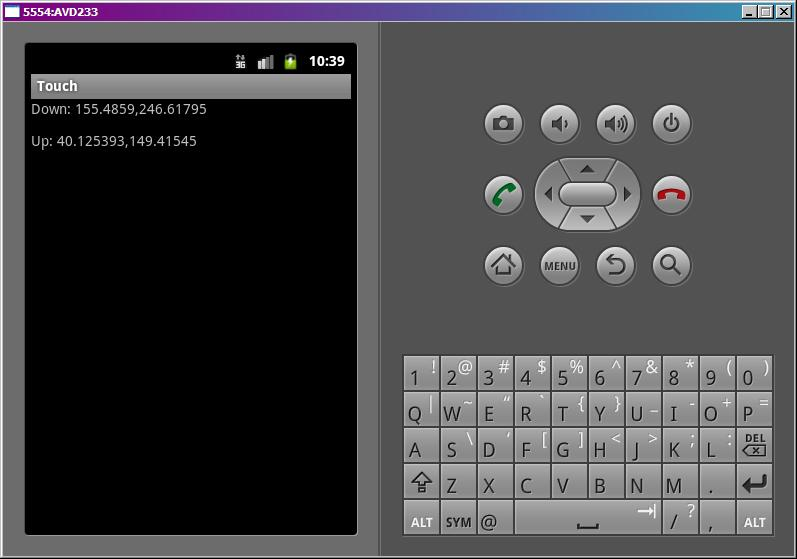 5554:AVD233
3G 10:39
Touch
Down: 155.4859,246.61795
Up: 40.125393,149.41545
MENU
1 ! 2 @ 3 # 4 $ 5 % 6 ^ 7 & 8 * 9 ( 0 )
Q | W ~ E “ R ` T { Y } U _ I - O + P =
A S \ D ‘ F [ G ] H < J > K ; L : DEL
Z X C V B N M .
ALT SYM @ / ? , ALT